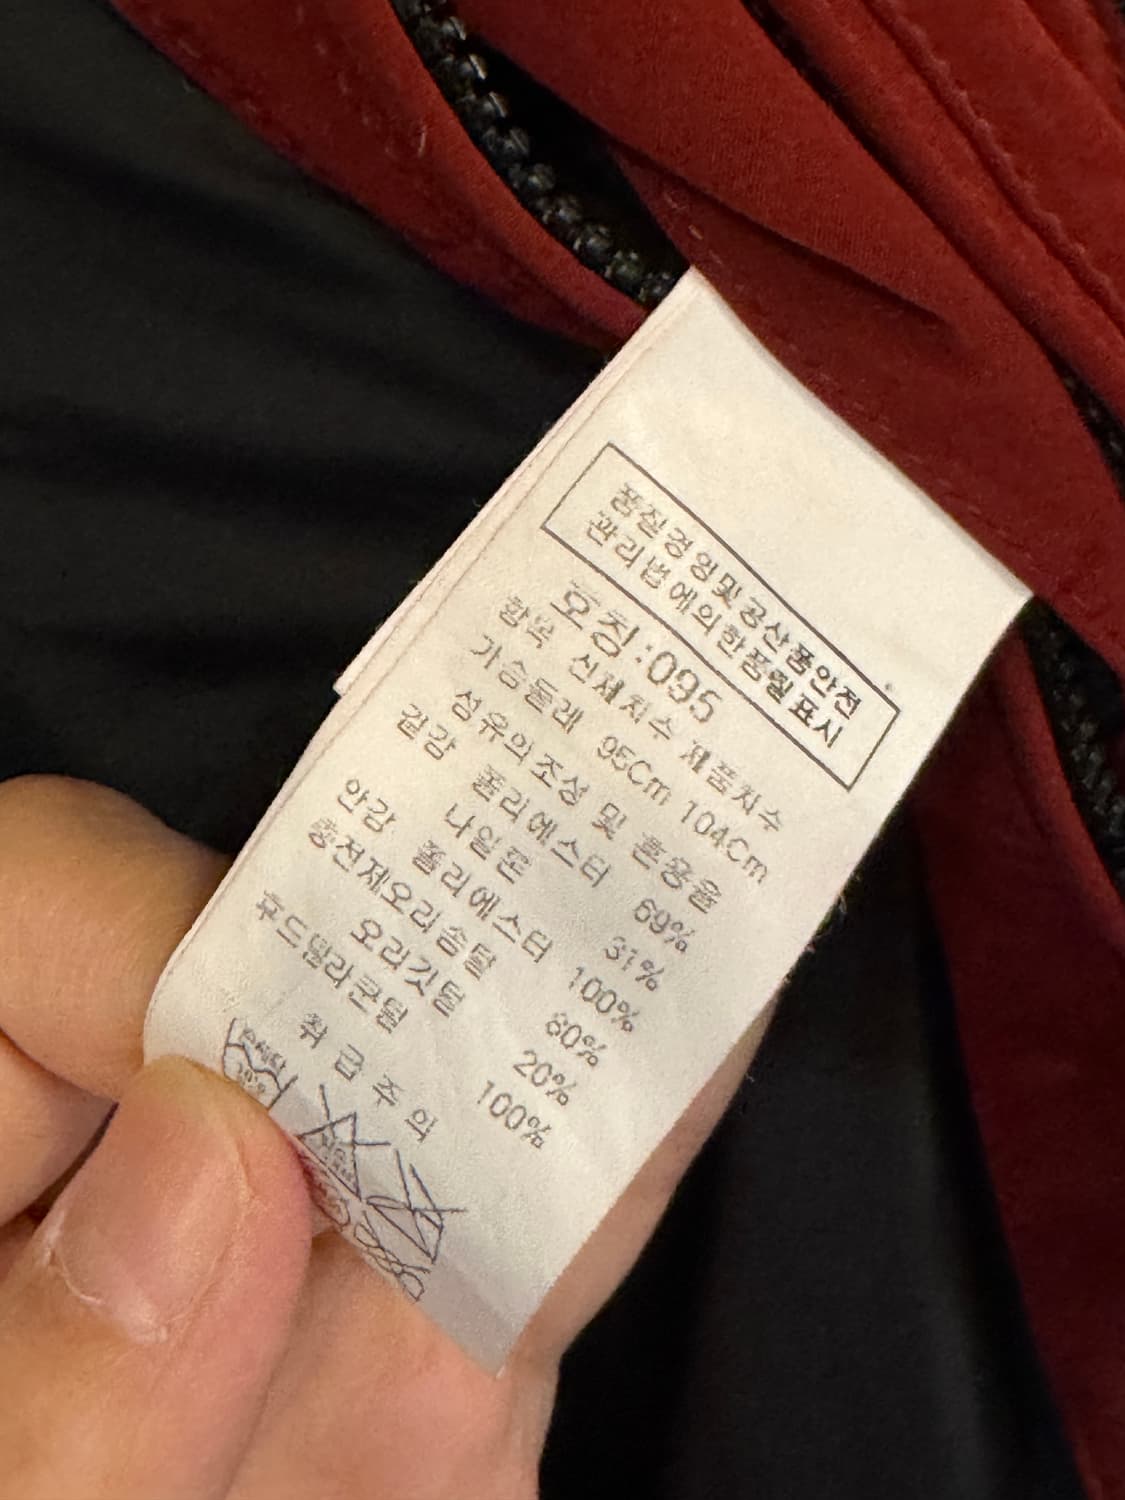 품질경영및공산품안전
관리법에의한품질표시
호칭:095
항목 신체치수 제품치수
가슴둘레 95Cm 104Cm
섬유의조성 및 혼용율
겉감 폴리에스터 69%
나일론 31%
안감 폴리에스터 100%
충전제오리솜털 80%
오리깃털 20%
후드털라쿤털 100%
취급주의
손세탁